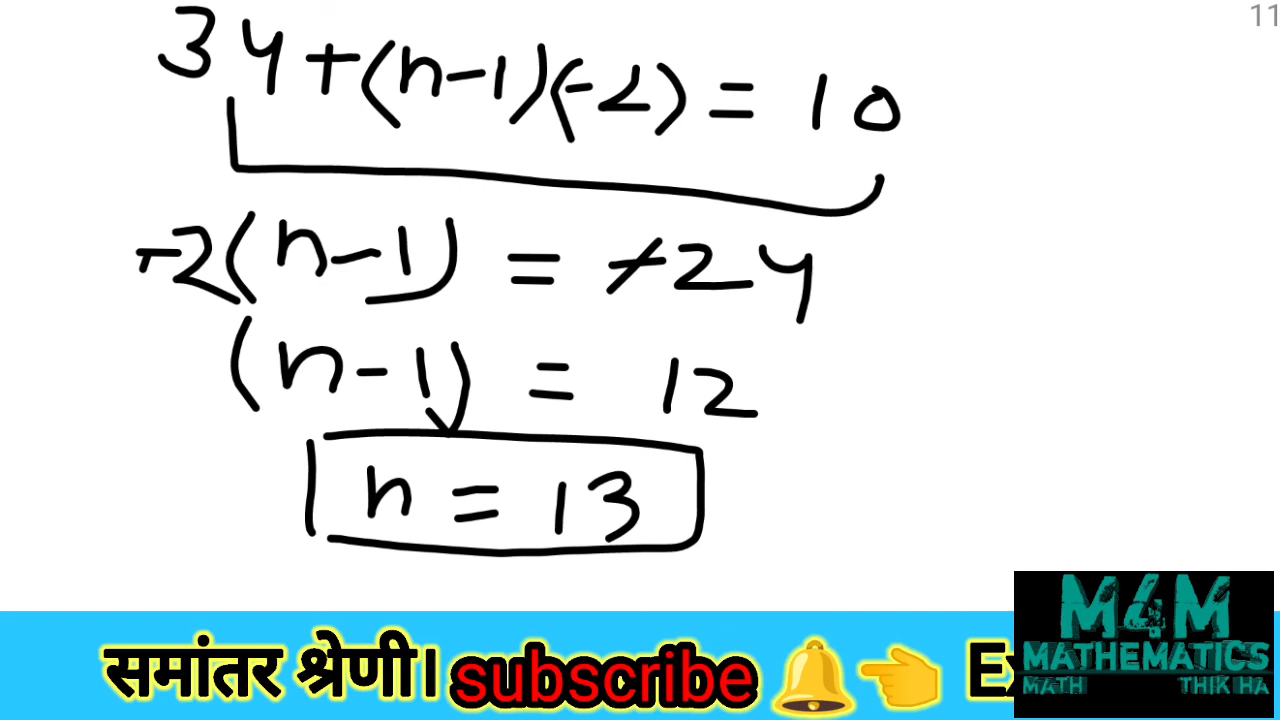 11
34+(n-1)(-2) = 10
-2(n-1) = -24
(n-1) = 12
n = 13
समांतर श्रेणी। subscribe 🔔 👈 Ex
M4M
MATHEMATICS
MATH THIK HA